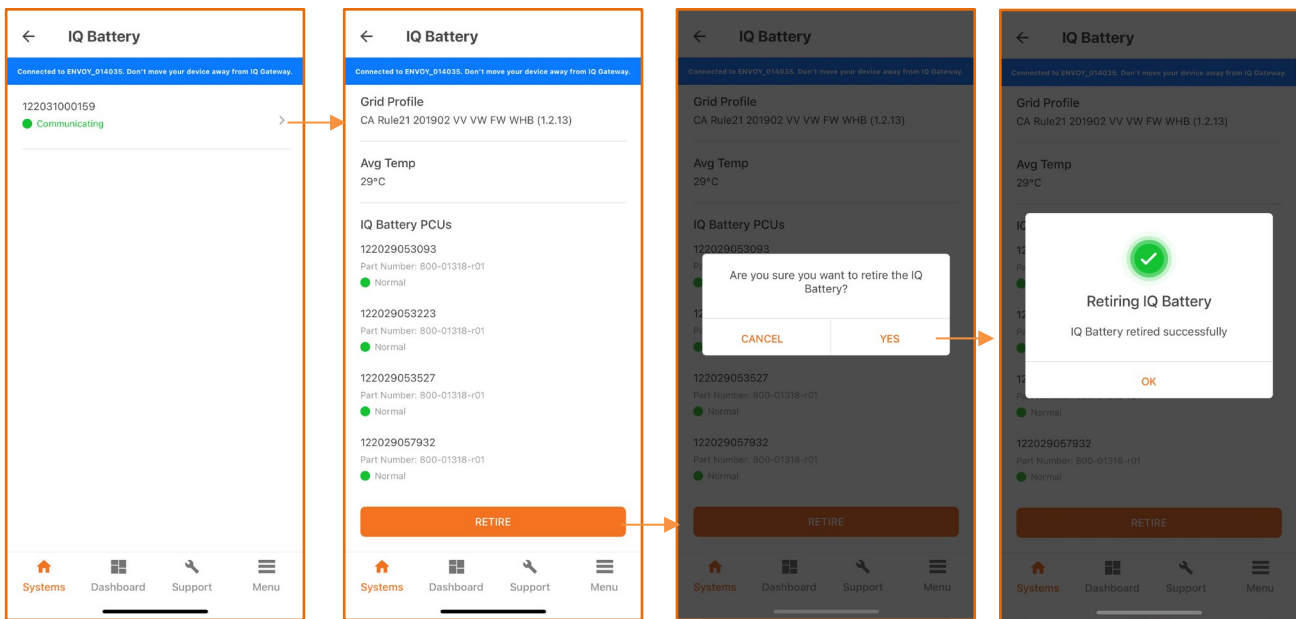 IQ Battery
Connected to ENVOY_014035. Don't move your device away from IQ Gateway.
122031000159
Communicating
Systems Dashboard Support Menu
IQ Battery
Connected to ENVOY_014035. Don't move your device away from IQ Gateway.
Grid Profile
CA Rule21 201902 VV VW FW WHB (1.2.13)
Avg Temp
29°C
IQ Battery PCUs
122029053093
Part Number: 800-01318-r01
Normal
122029053223
Part Number: 800-01318-r01
Normal
122029053527
Part Number: 800-01318-r01
Normal
122029057932
Part Number: 800-01318-r01
Normal
RETIRE
Systems Dashboard Support Menu
IQ Battery
Connected to ENVOY_014035. Don't move your device away from IQ Gateway.
Grid Profile
CA Rule21 201902 VV VW FW WHB (1.2.13)
Avg Temp
29°C
IQ Battery PCUs
122029053093
Are you sure you want to retire the IQ
Battery?
CANCEL YES
122029053527
Part Number: 800-01318-r01
Normal
122029057932
Part Number: 800-01318-r01
Normal
RETIRE
Systems Dashboard Support Menu
IQ Battery
Connected to ENVOY_014035. Don't move your device away from IQ Gateway.
Grid Profile
CA Rule21 201902 VV VW FW WHB (1.2.13)
Avg Temp
29°C
Retiring IQ Battery
IQ Battery retired successfully
OK
122029057932
Part Number: 800-01318-r01
Normal
RETIRE
Systems Dashboard Support Menu